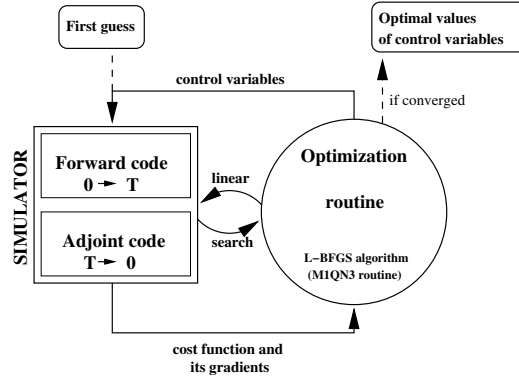 First guess
Optimal values
of control variables
control variables
if converged
SIMULATOR
Forward code
0 → T
Adjoint code
T → 0
linear
search
Optimization
routine
L−BFGS algorithm
(M1QN3 routine)
cost function and
its gradients